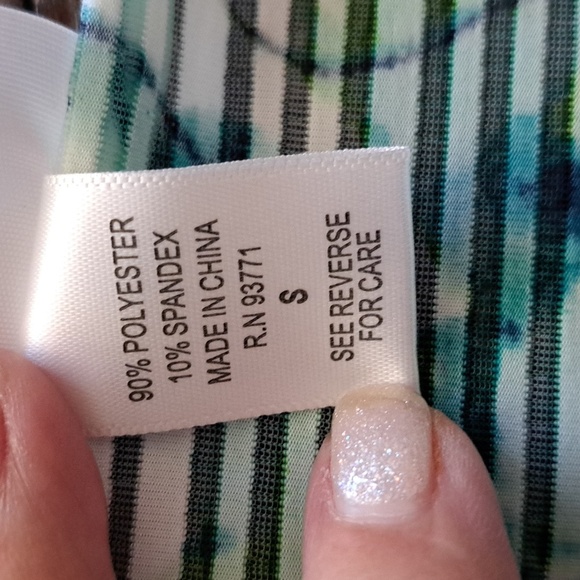 90% POLYESTER
10% SPANDEX
MADE IN CHINA
R.N 93771
S
SEE REVERSE
FOR CARE